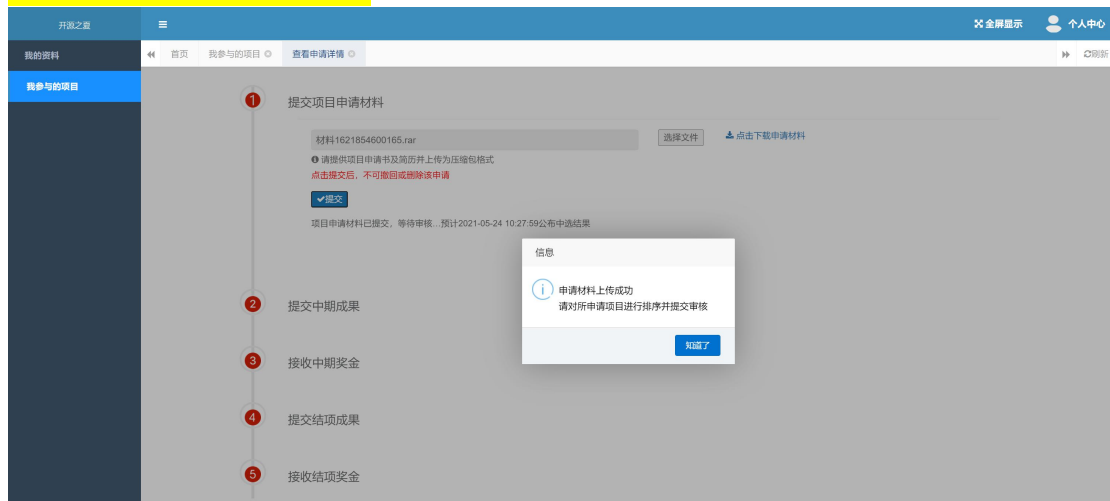 开源之夏
全屏显示 个人中心
我的资料
首页 我参与的项目 查看申请详情 刷新
我参与的项目
1 提交项目申请材料
材料1621854600165.rar 选择文件 点击下载申请材料
请提供项目申请书及简历并上传为压缩包格式
点击提交后，不可撤回或删除该申请
提交
项目申请材料已提交，等待审核...预计2021-05-24 10:27:59公布中选结果
信息
申请材料上传成功
请对所申请项目进行排序并提交审核
知道了
2 提交中期成果
3 接收中期奖金
4 提交结项成果
5 接收结项奖金